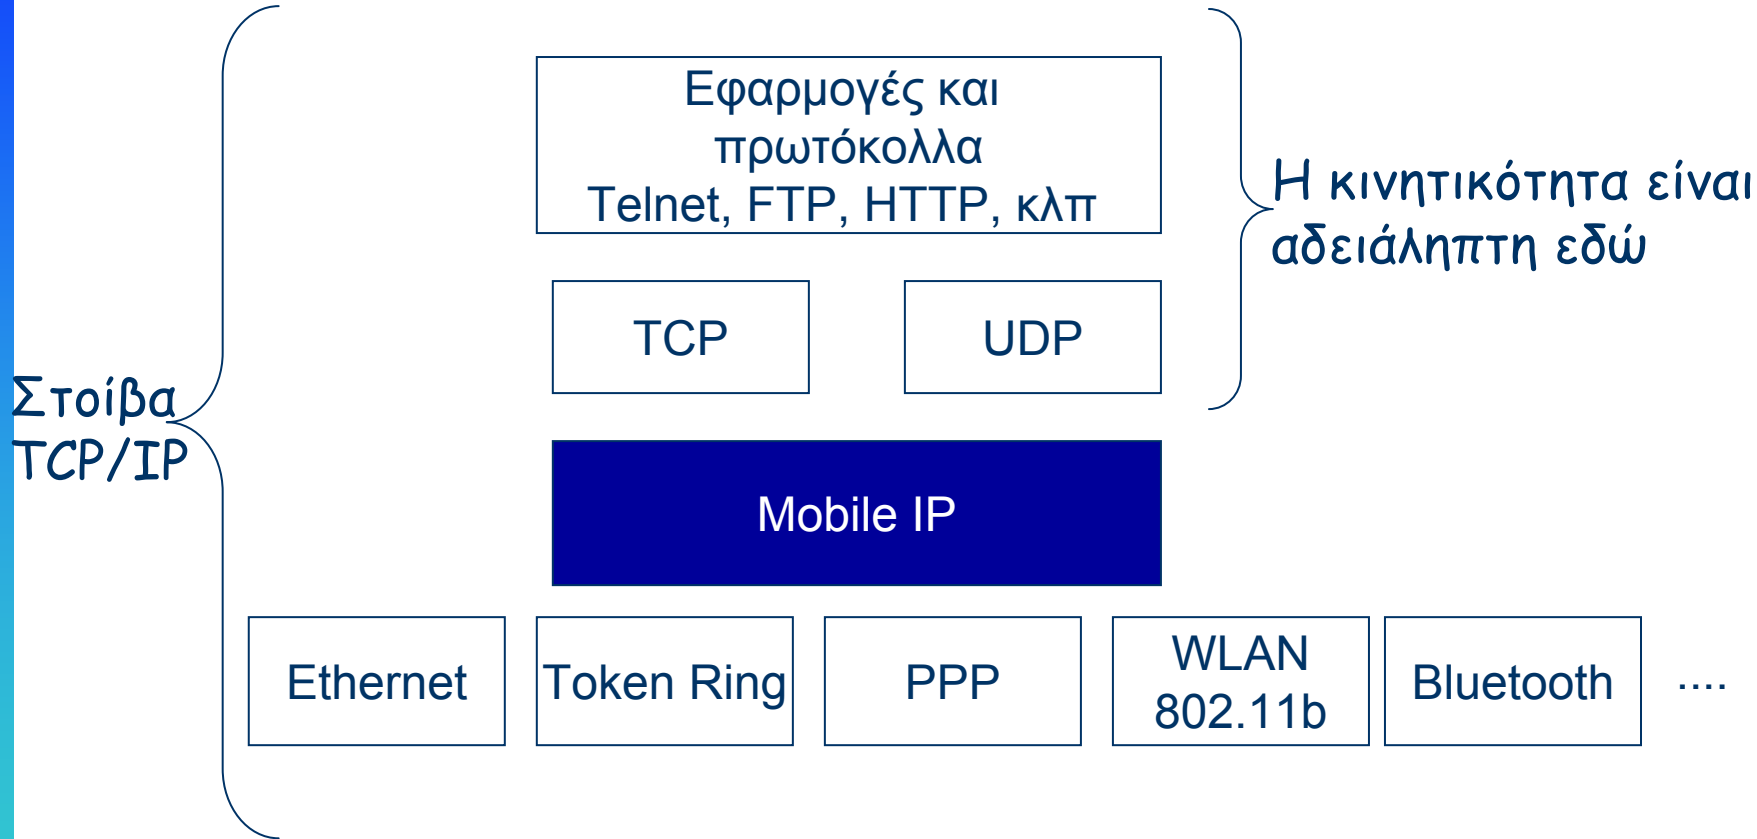 Εφαρμογές και
πρωτόκολλα
Telnet, FTP, HTTP, κλπ
Η κινητικότητα είναι
αδειάληπτη εδώ
TCP
UDP
Στοίβα
TCP/IP
Mobile IP
Ethernet
Token Ring
PPP
WLAN
802.11b
Bluetooth
....